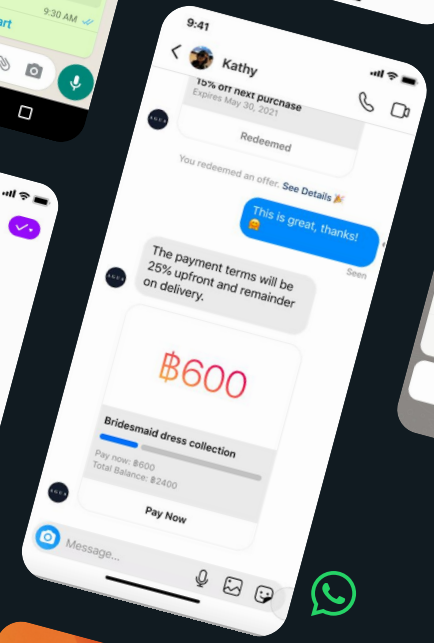 9:30 AM
art
9:41
Kathy
15% off next purchase
Expires May 30, 2021
Redeemed
You redeemed an offer. See Details🎉
This is great, thanks!
🤗
Seen
The payment terms will be
25% upfront and remainder
on delivery.
฿600
Bridesmaid dress collection
Pay now: ฿600
Total Balance: ฿2400
Pay Now
Message...